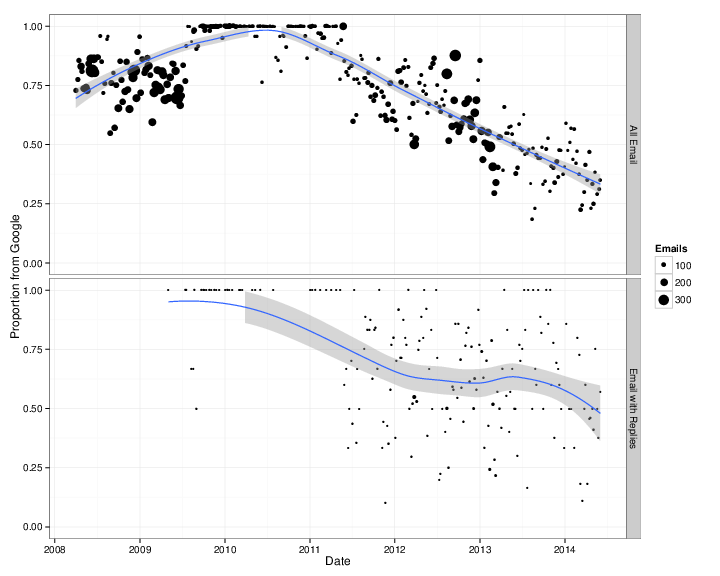 Proportion from Google
1.00
0.75
0.50
0.25
0.00
All Email
1.00
0.75
0.50
0.25
0.00
Email with Replies
2008 2009 2010 2011 2012 2013 2014
Date
Emails
100
200
300